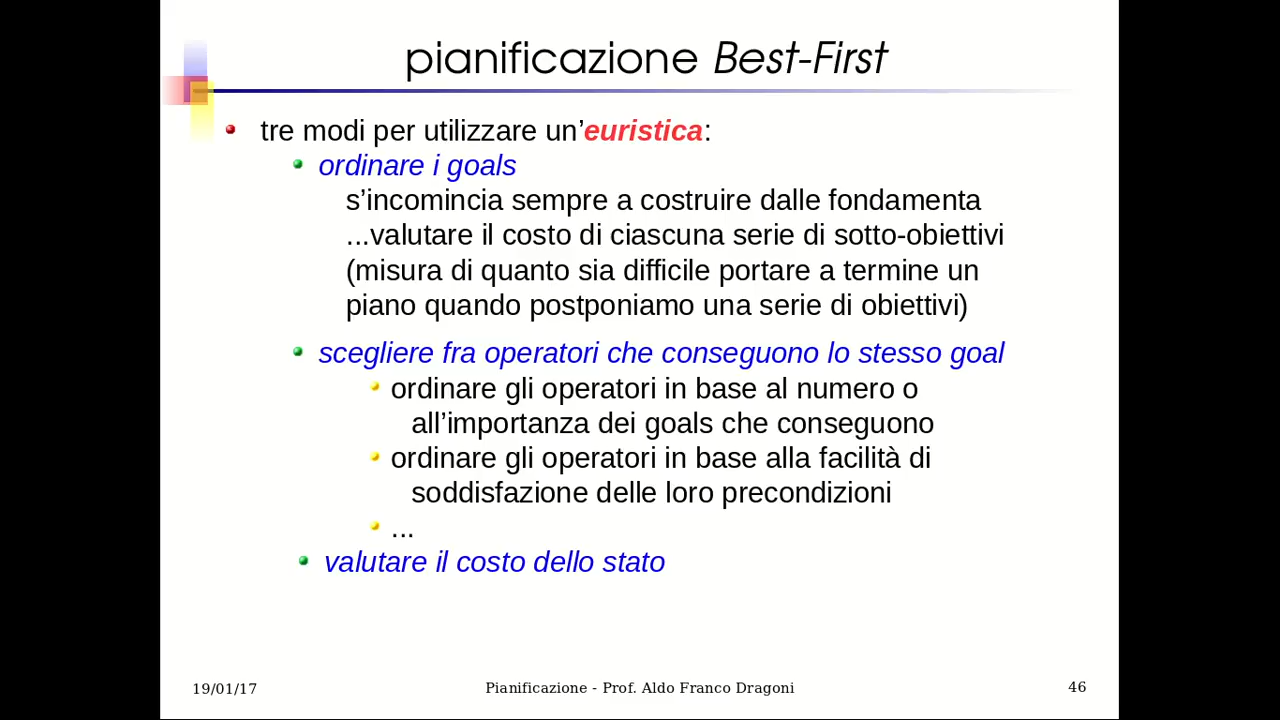 pianificazione Best-First
tre modi per utilizzare un’euristica:
ordinare i goals
s’incomincia sempre a costruire dalle fondamenta
...valutare il costo di ciascuna serie di sotto-obiettivi
(misura di quanto sia difficile portare a termine un
piano quando postponiamo una serie di obiettivi)
scegliere fra operatori che conseguono lo stesso goal
ordinare gli operatori in base al numero o
all’importanza dei goals che conseguono
ordinare gli operatori in base alla facilità di
soddisfazione delle loro precondizioni
...
valutare il costo dello stato
19/01/17
Pianificazione - Prof. Aldo Franco Dragoni
46